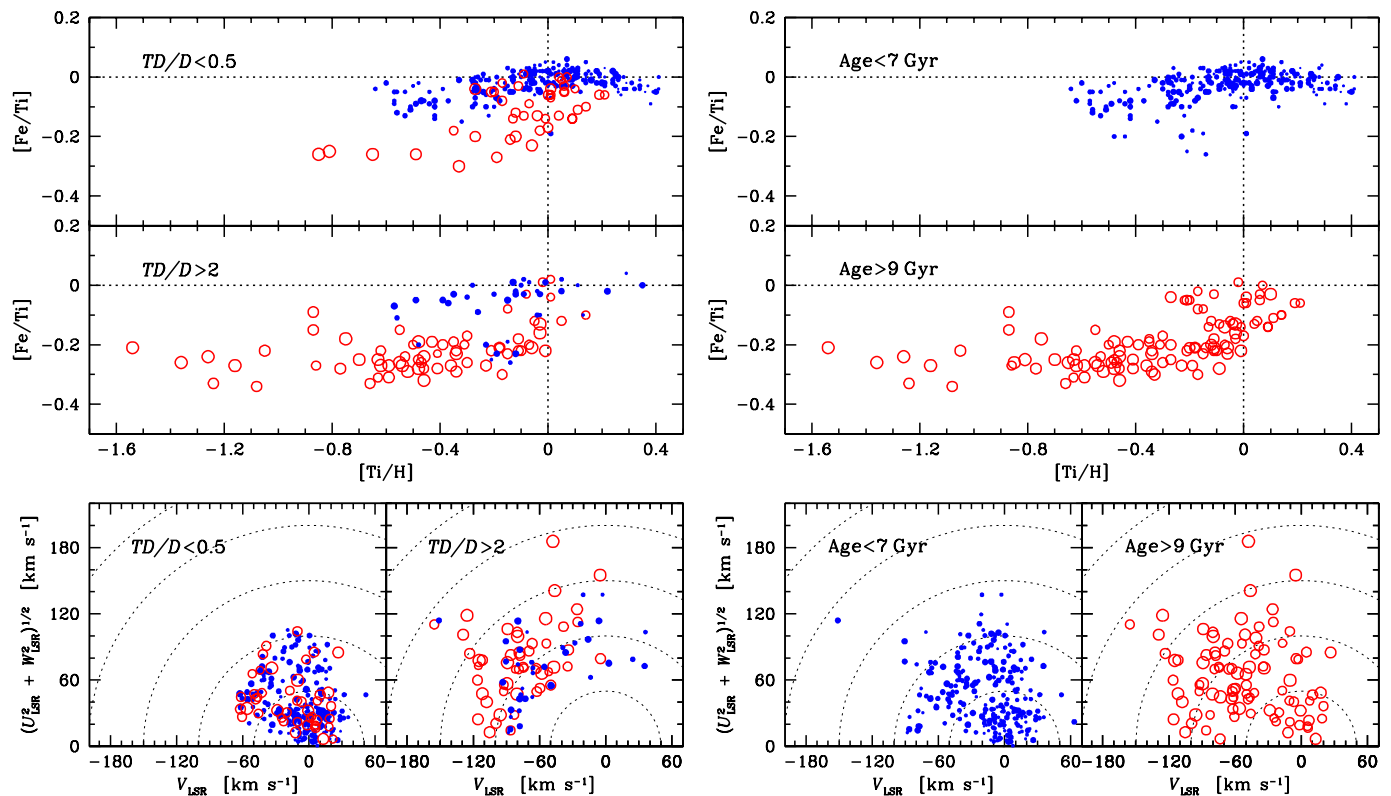 0.2
0
−0.2
−0.4
[Fe/Ti]
TD/D<0.5
0.2
0
−0.2
−0.4
[Fe/Ti]
TD/D>2
−1.6 −1.2 −0.8 −0.4 0 0.4
[Ti/H]
0.2
0
−0.2
−0.4
[Fe/Ti]
Age<7 Gyr
0.2
0
−0.2
−0.4
[Fe/Ti]
Age>9 Gyr
−1.6 −1.2 −0.8 −0.4 0 0.4
[Ti/H]
180
120
60
0
(U²LSR + W²LSR)¹/² [km s⁻¹]
TD/D<0.5
TD/D>2
−180 −120 −60 0 60 −180 −120 −60 0 60
VLSR [km s⁻¹] VLSR [km s⁻¹]
180
120
60
0
(U²LSR + W²LSR)¹/² [km s⁻¹]
Age<7 Gyr
Age>9 Gyr
−180 −120 −60 0 60 −180 −120 −60 0 60
VLSR [km s⁻¹] VLSR [km s⁻¹]